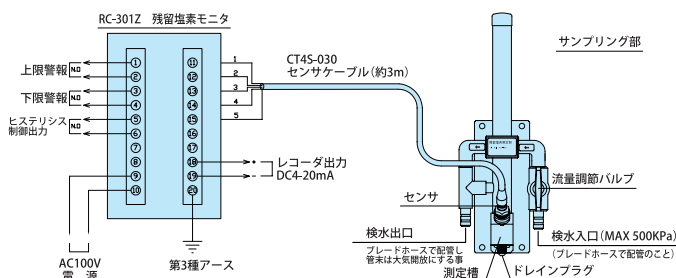 RC-301Z 残留塩素モニタ
上限警報
N.O
下限警報
N.O
ヒステリシス
制御出力
N.O
1
2
3
4
5
6
7
8
9
10
11
12
13
14
15
16
17
18
19
20
1
2
3
4
5
CT4S-030
センサケーブル(約3m)
+
レコーダ出力
-
DC4-20mA
AC100V
電 源
第3種アース
サンプリング部
センサ
流量調節バルブ
検水出口
ブレードホースで配管し
管末は大気開放にする事
検水入口(MAX 500KPa)
(ブレードホースで配管のこと)
測定槽
ドレインプラグ